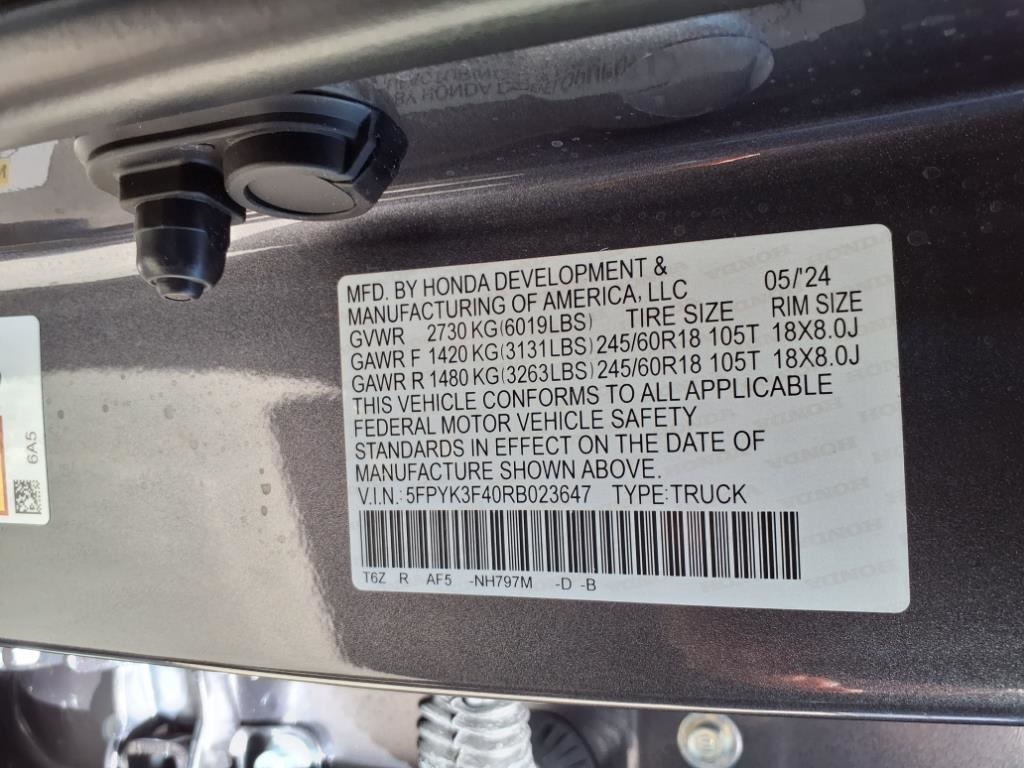 MFD. BY HONDA DEVELOPMENT &
MANUFACTURING OF AMERICA, LLC 05/'24
GVWR 2730 KG(6019LBS) TIRE SIZE RIM SIZE
GAWR F 1420 KG(3131LBS) 245/60R18 105T 18X8.0J
GAWR R 1480 KG(3263LBS) 245/60R18 105T 18X8.0J
THIS VEHICLE CONFORMS TO ALL APPLICABLE
FEDERAL MOTOR VEHICLE SAFETY
STANDARDS IN EFFECT ON THE DATE OF
MANUFACTURE SHOWN ABOVE.
V.I.N.: 5FPYK3F40RB023647 TYPE:TRUCK
T6Z R AF5 -NH797M -D -B
6A5